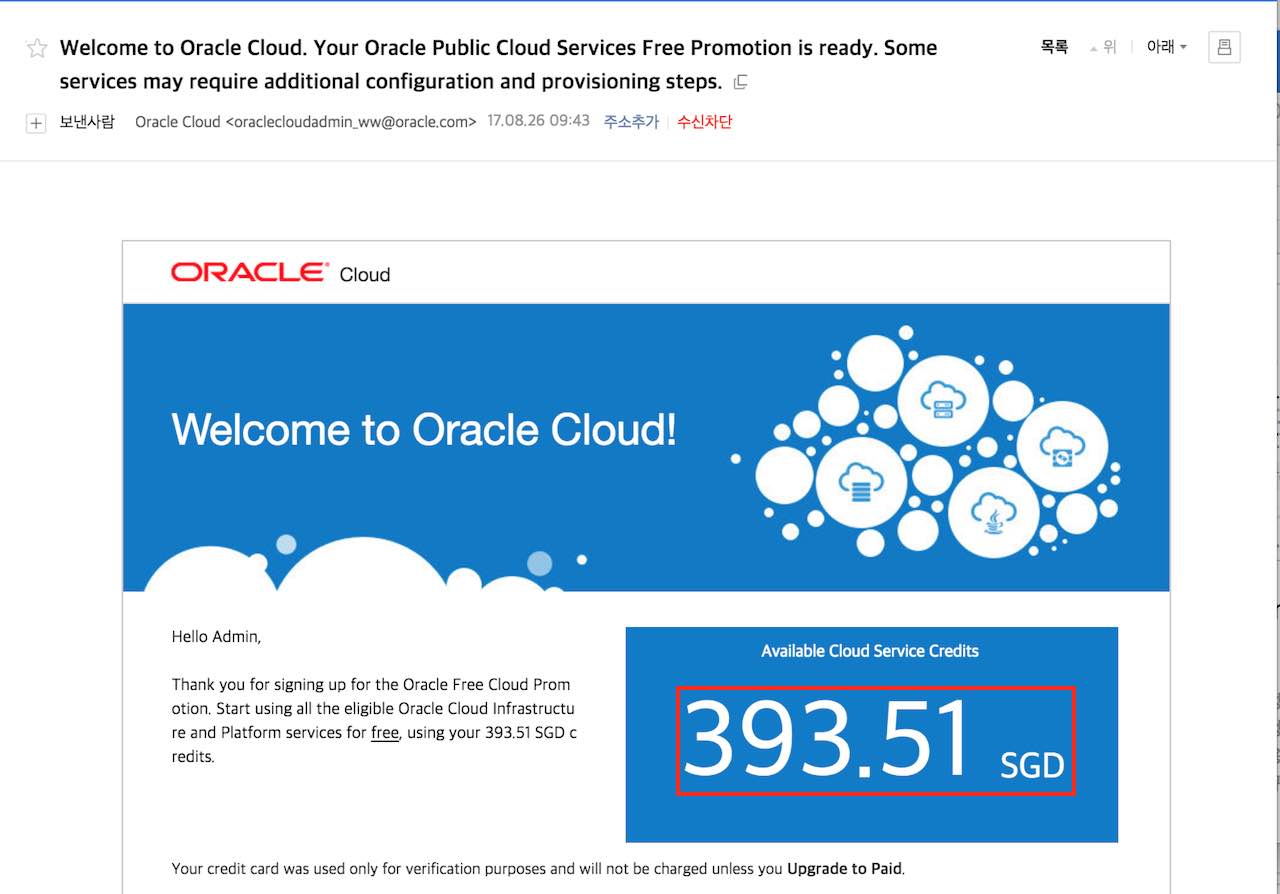 Welcome to Oracle Cloud. Your Oracle Public Cloud Services Free Promotion is ready. Some
services may require additional configuration and provisioning steps.
목록 위 아래
보낸사람 Oracle Cloud <oraclecloudadmin_ww@oracle.com> 17.08.26 09:43 주소추가 수신차단
ORACLE® Cloud
Welcome to Oracle Cloud!
Hello Admin,
Thank you for signing up for the Oracle Free Cloud Prom
otion. Start using all the eligible Oracle Cloud Infrastructu
re and Platform services for free, using your 393.51 SGD c
redits.
Available Cloud Service Credits
393.51 SGD
Your credit card was used only for verification purposes and will not be charged unless you Upgrade to Paid.